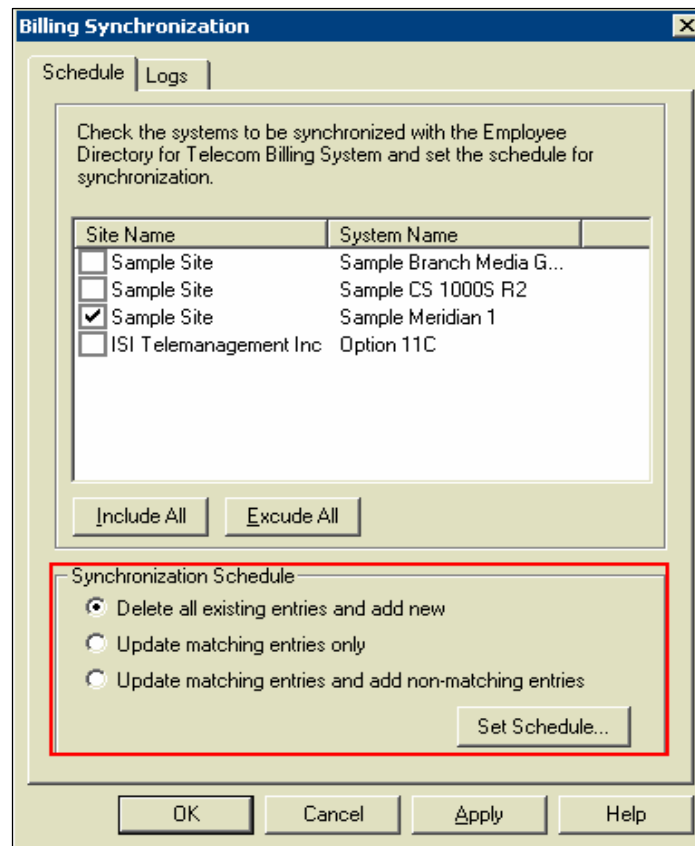 Billing Synchronization
Schedule
Logs
Check the systems to be synchronized with the Employee
Directory for Telecom Billing System and set the schedule for
synchronization.
Site Name System Name
Sample Site Sample Branch Media G...
Sample Site Sample CS 1000S R2
Sample Site Sample Meridian 1
ISI Telemanagement Inc Option 11C
Include All Excude All
Synchronization Schedule
Delete all existing entries and add new
Update matching entries only
Update matching entries and add non-matching entries
Set Schedule...
OK Cancel Apply Help